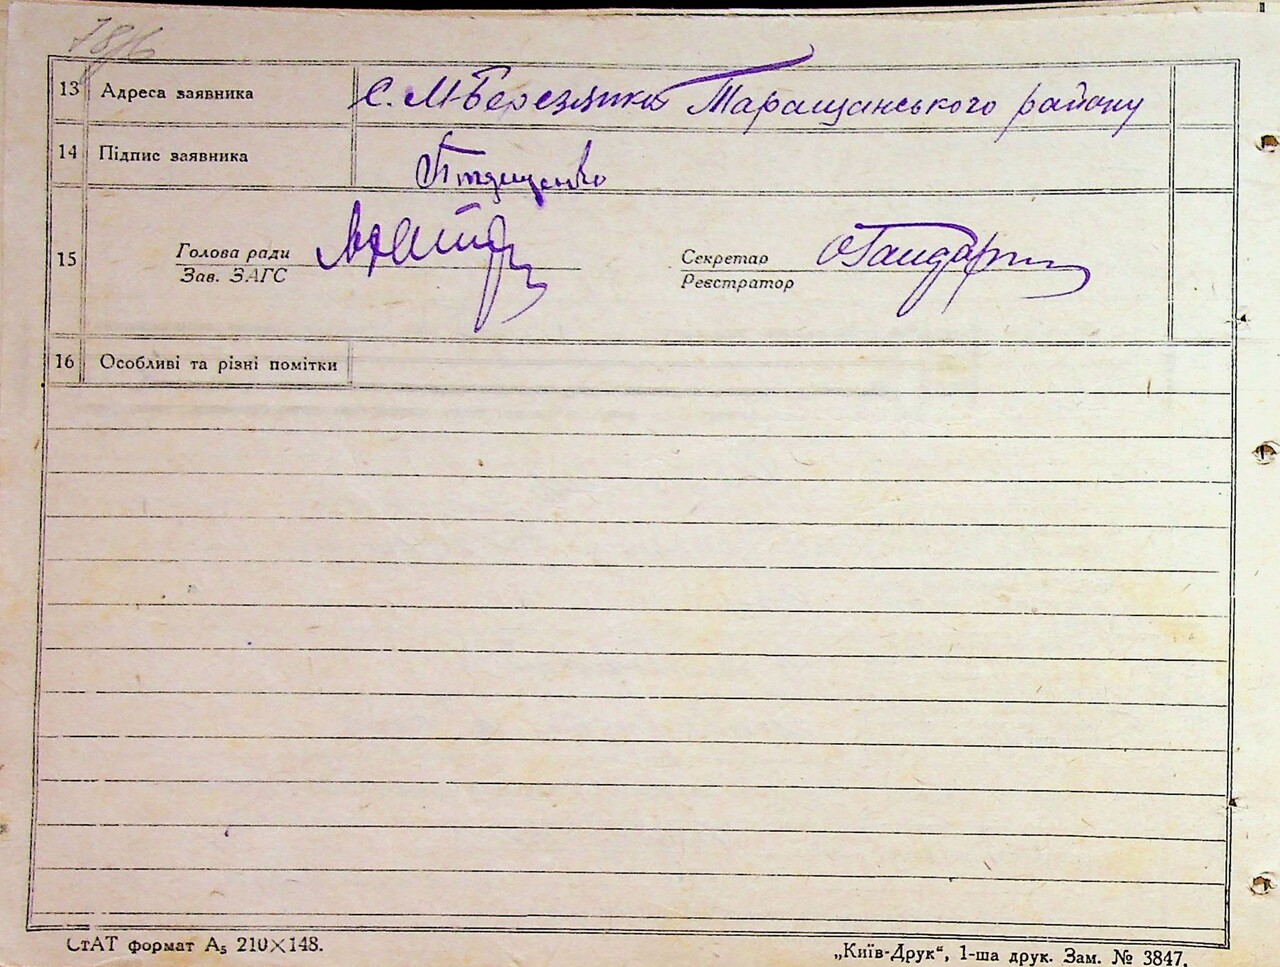 13 Адреса заявника С. М-Березянка Таращанського району
14 Підпис заявника
15 Голова ради Секретар
Зав. ЗАГС Реєстратор
16 Особливі та різні помітки
СтАТ формат А₅ 210×148.
„Київ-Друк“, 1-ша друк. Зам. № 3847.